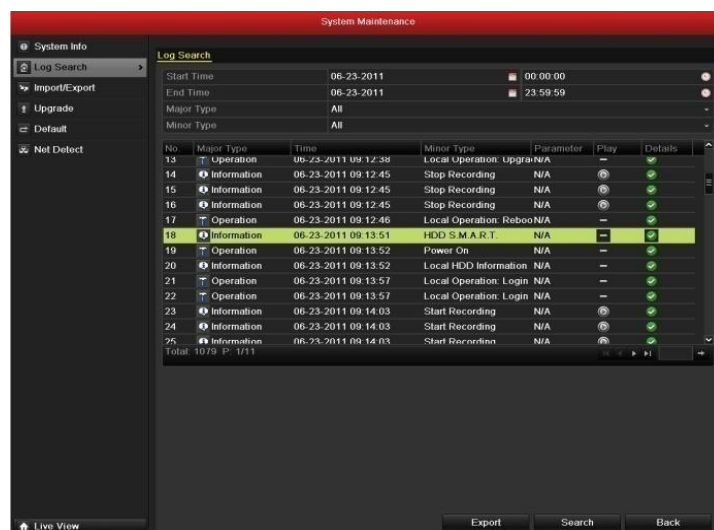 System Maintenance
System Info
Log Search
Import/Export
Upgrade
Default
Net Detect
Live View
Log Search
Start Time 06-23-2011 00:00:00
End Time 06-23-2011 23:59:59
Major Type All
Minor Type All
No. Major Type Time Minor Type Parameter Play Details
13 Operation 06-23-2011 09:12:38 Local Operation: Upgra N/A –
14 Information 06-23-2011 09:12:45 Stop Recording N/A
15 Information 06-23-2011 09:12:45 Stop Recording N/A
16 Information 06-23-2011 09:12:45 Stop Recording N/A
17 Operation 06-23-2011 09:12:46 Local Operation: Reboo N/A –
18 Information 06-23-2011 09:13:51 HDD S.M.A.R.T. N/A –
19 Operation 06-23-2011 09:13:52 Power On N/A –
20 Information 06-23-2011 09:13:52 Local HDD Information N/A –
21 Operation 06-23-2011 09:13:57 Local Operation: Login N/A –
22 Operation 06-23-2011 09:13:57 Local Operation: Login N/A –
23 Information 06-23-2011 09:14:03 Start Recording N/A
24 Information 06-23-2011 09:14:03 Start Recording N/A
25 Information 06-23-2011 09:14:03 Start Recording N/A
Total: 1079 P: 1/11
Export Search Back